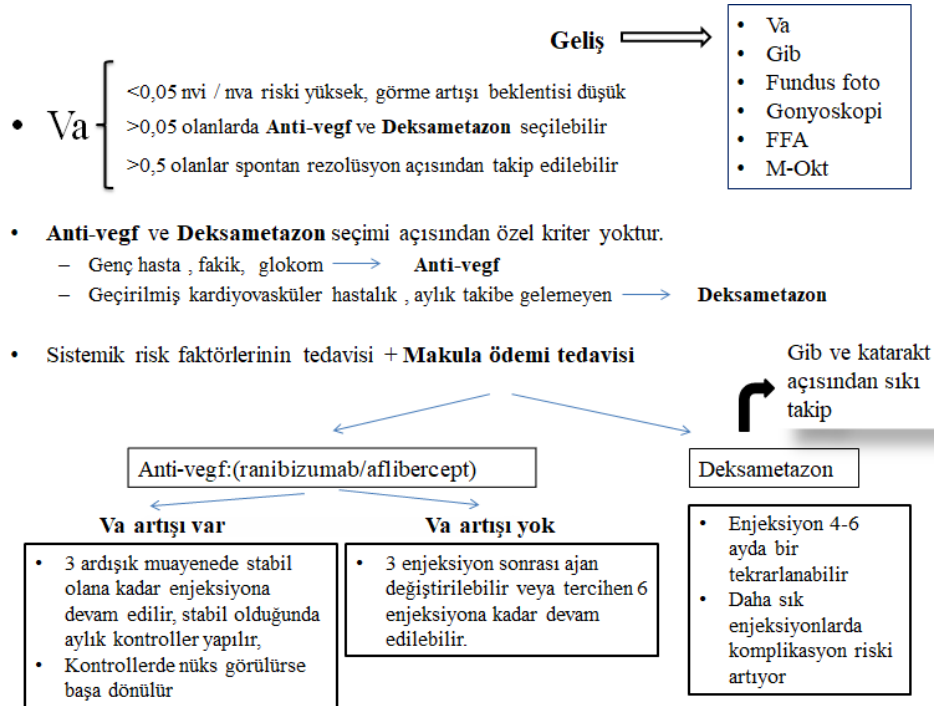 Geliş
• Va
• Gib
• Fundus foto
• Gonyoskopi
• FFA
• M-Okt
• Va
<0,05 nvi / nva riski yüksek, görme artışı beklentisi düşük
>0,05 olanlarda Anti-vegf ve Deksametazon seçilebilir
>0,5 olanlar spontan rezolüsyon açısından takip edilebilir
• Anti-vegf ve Deksametazon seçimi açısından özel kriter yoktur.
– Genç hasta , fakik, glokom → Anti-vegf
– Geçirilmiş kardiyovasküler hastalık , aylık takibe gelemeyen → Deksametazon
• Sistemik risk faktörlerinin tedavisi + Makula ödemi tedavisi
Gib ve katarakt
açısından sıkı
takip
Anti-vegf:(ranibizumab/aflibercept)
Deksametazon
Va artışı var
• 3 ardışık muayenede stabil
olana kadar enjeksiyona
devam edilir, stabil olduğunda
aylık kontroller yapılır,
• Kontrollerde nüks görülürse
başa dönülür
Va artışı yok
• 3 enjeksiyon sonrası ajan
değiştirilebilir veya tercihen 6
enjeksiyona kadar devam
edilebilir.
• Enjeksiyon 4-6
ayda bir
tekrarlanabilir
• Daha sık
enjeksiyonlarda
komplikasyon riski
artıyor